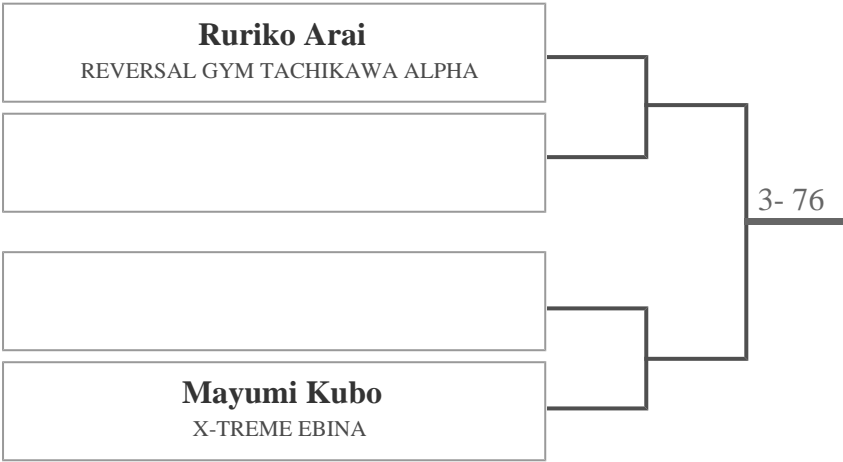 Ruriko Arai
REVERSAL GYM TACHIKAWA ALPHA
3- 76
Mayumi Kubo
X-TREME EBINA